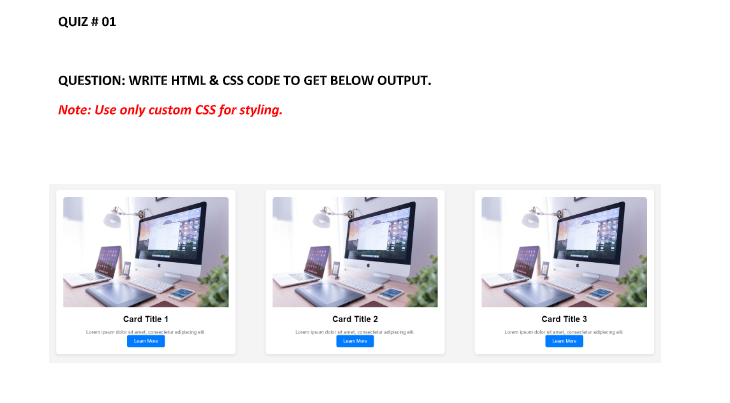 QUIZ # 01
QUESTION: WRITE HTML & CSS CODE TO GET BELOW OUTPUT.
Note: Use only custom CSS for styling.
Card Title 1
Lorem ipsum dolor sit amet, consectetur adipiscing elit.
Learn More
Card Title 2
Lorem ipsum dolor sit amet, consectetur adipiscing elit.
Learn More
Card Title 3
Lorem ipsum dolor sit amet, consectetur adipiscing elit.
Learn More